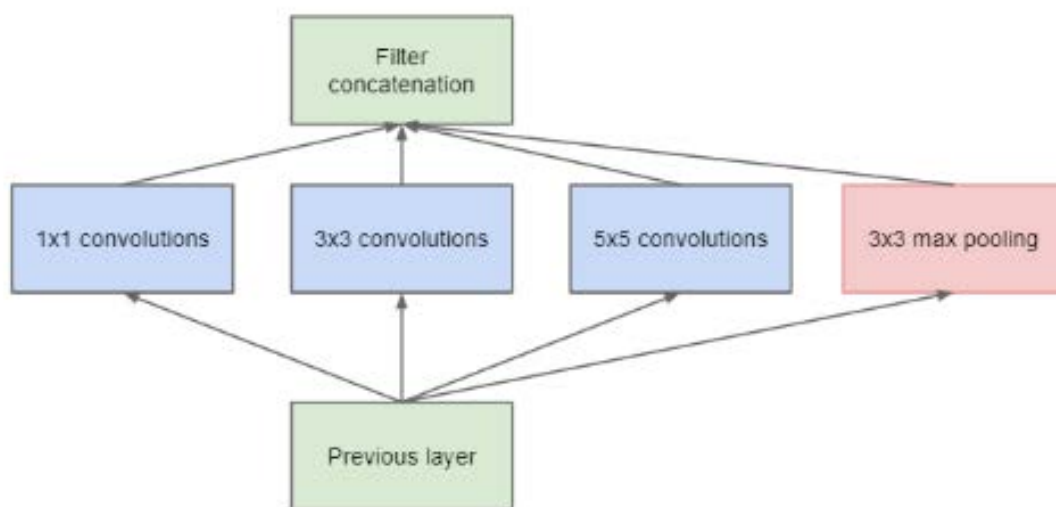 Filter
concatenation
1x1 convolutions
3x3 convolutions
5x5 convolutions
3x3 max pooling
Previous layer